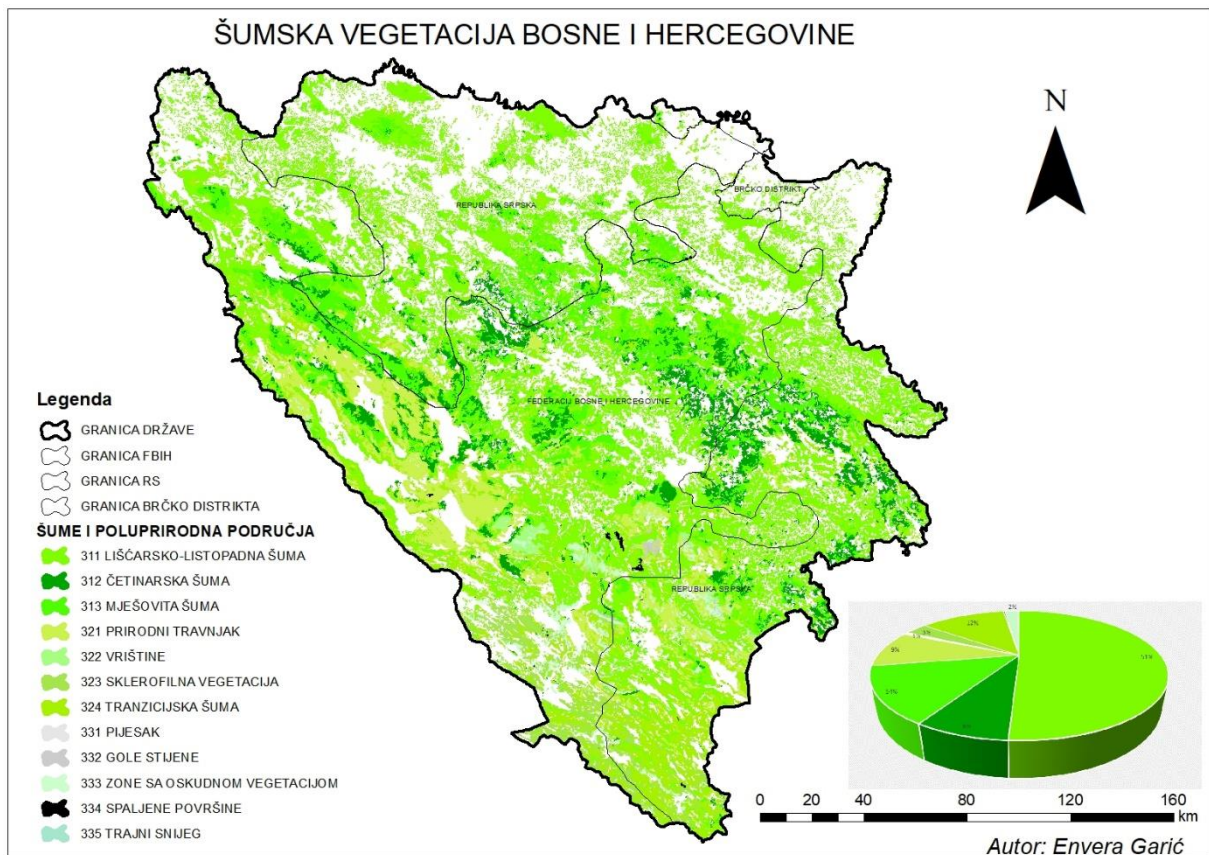 ŠUMSKA VEGETACIJA BOSNE I HERCEGOVINE
N
BRČKO DISTRIKT
REPUBLIKA SRPSKA
FEDERACIJ BOSNE I HERCEGOVINE
REPUBLIKA SRPSKA
Legenda
GRANICA DRŽAVE
GRANICA FBIH
GRANICA RS
GRANICA BRČKO DISTRIKTA
ŠUME I POLUPRIRODNA PODRUČJA
311 LIŠĆARSKO-LISTOPADNA ŠUMA
312 ČETINARSKA ŠUMA
313 MJEŠOVITA ŠUMA
321 PRIRODNI TRAVNJAK
322 VRIŠTINE
323 SKLEROFILNA VEGETACIJA
324 TRANZICIJSKA ŠUMA
331 PIJESAK
332 GOLE STIJENE
333 ZONE SA OSKUDNOM VEGETACIJOM
334 SPALJENE POVRŠINE
335 TRAJNI SNIJEG
2%
12%
9%
0 20 40 80 120 160
km
Autor: Envera Garić